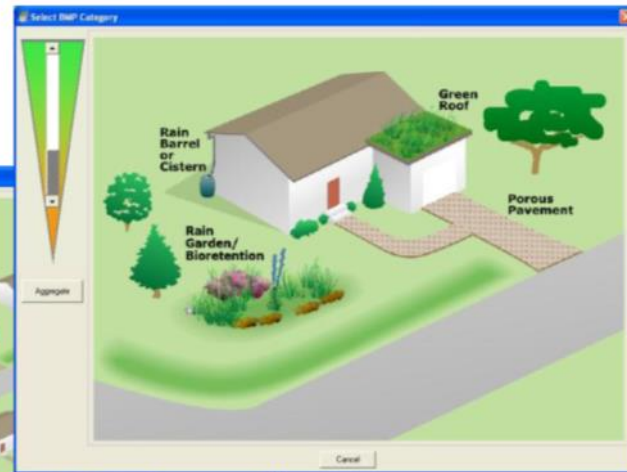 Select BMP Category
Green
Roof
Rain
Barrel
or
Cistern
Porous
Pavement
Rain
Garden/
Bioretention
Aggregate
Cancel